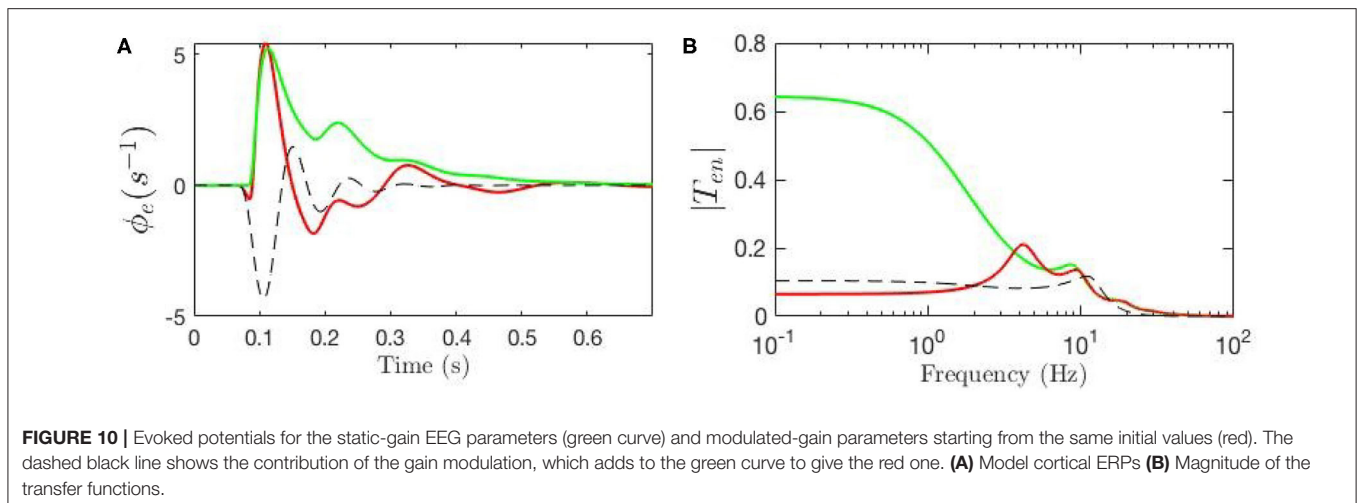 A
5
0
-5
ϕe(s−1)
0 0.1 0.2 0.3 0.4 0.5 0.6
Time (s)
B
0.8
0.6
0.4
0.2
0
|Ten|
10-1 100 101 102
Frequency (Hz)
FIGURE 10 | Evoked potentials for the static-gain EEG parameters (green curve) and modulated-gain parameters starting from the same initial values (red). The
dashed black line shows the contribution of the gain modulation, which adds to the green curve to give the red one. (A) Model cortical ERPs (B) Magnitude of the
transfer functions.